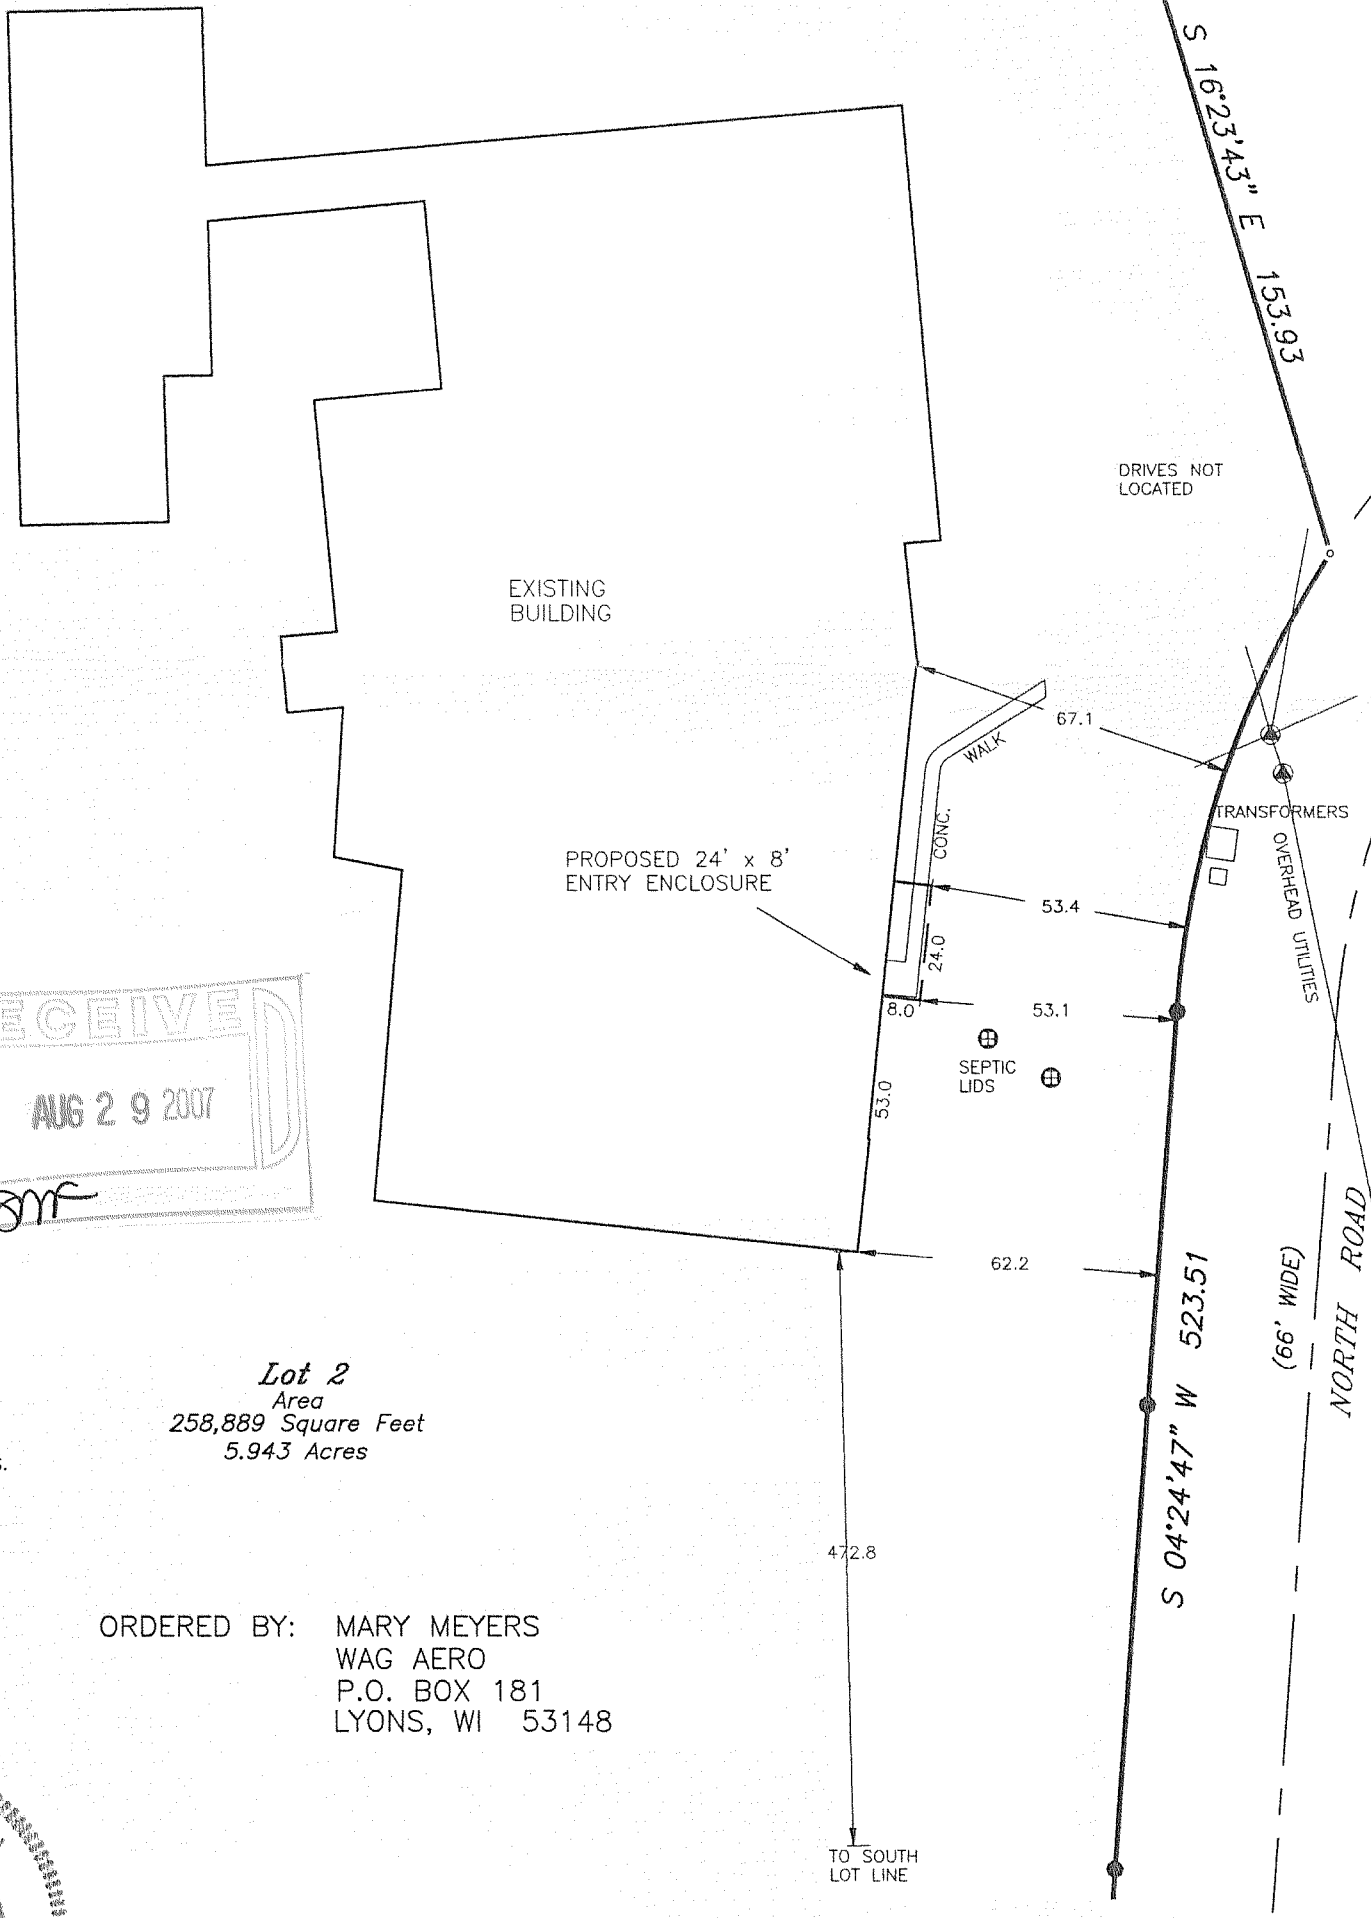 S 16°23'43" E 153.93
DRIVES NOT
LOCATED
EXISTING
BUILDING
67.1
WALK
CONC.
TRANSFORMERS
OVERHEAD UTILITIES
PROPOSED 24' x 8'
ENTRY ENCLOSURE
53.4
24.0
8.0
53.1
SEPTIC
LIDS
53.0
ECEIVE
D
AUG 29 2007
62.2
S 04°24'47" W 523.51
(66' WIDE)
NORTH ROAD
Lot 2
Area
258,889 Square Feet
5.943 Acres
472.8
ORDERED BY: MARY MEYERS
WAG AERO
P.O. BOX 181
LYONS, WI 53148
TO SOUTH
LOT LINE